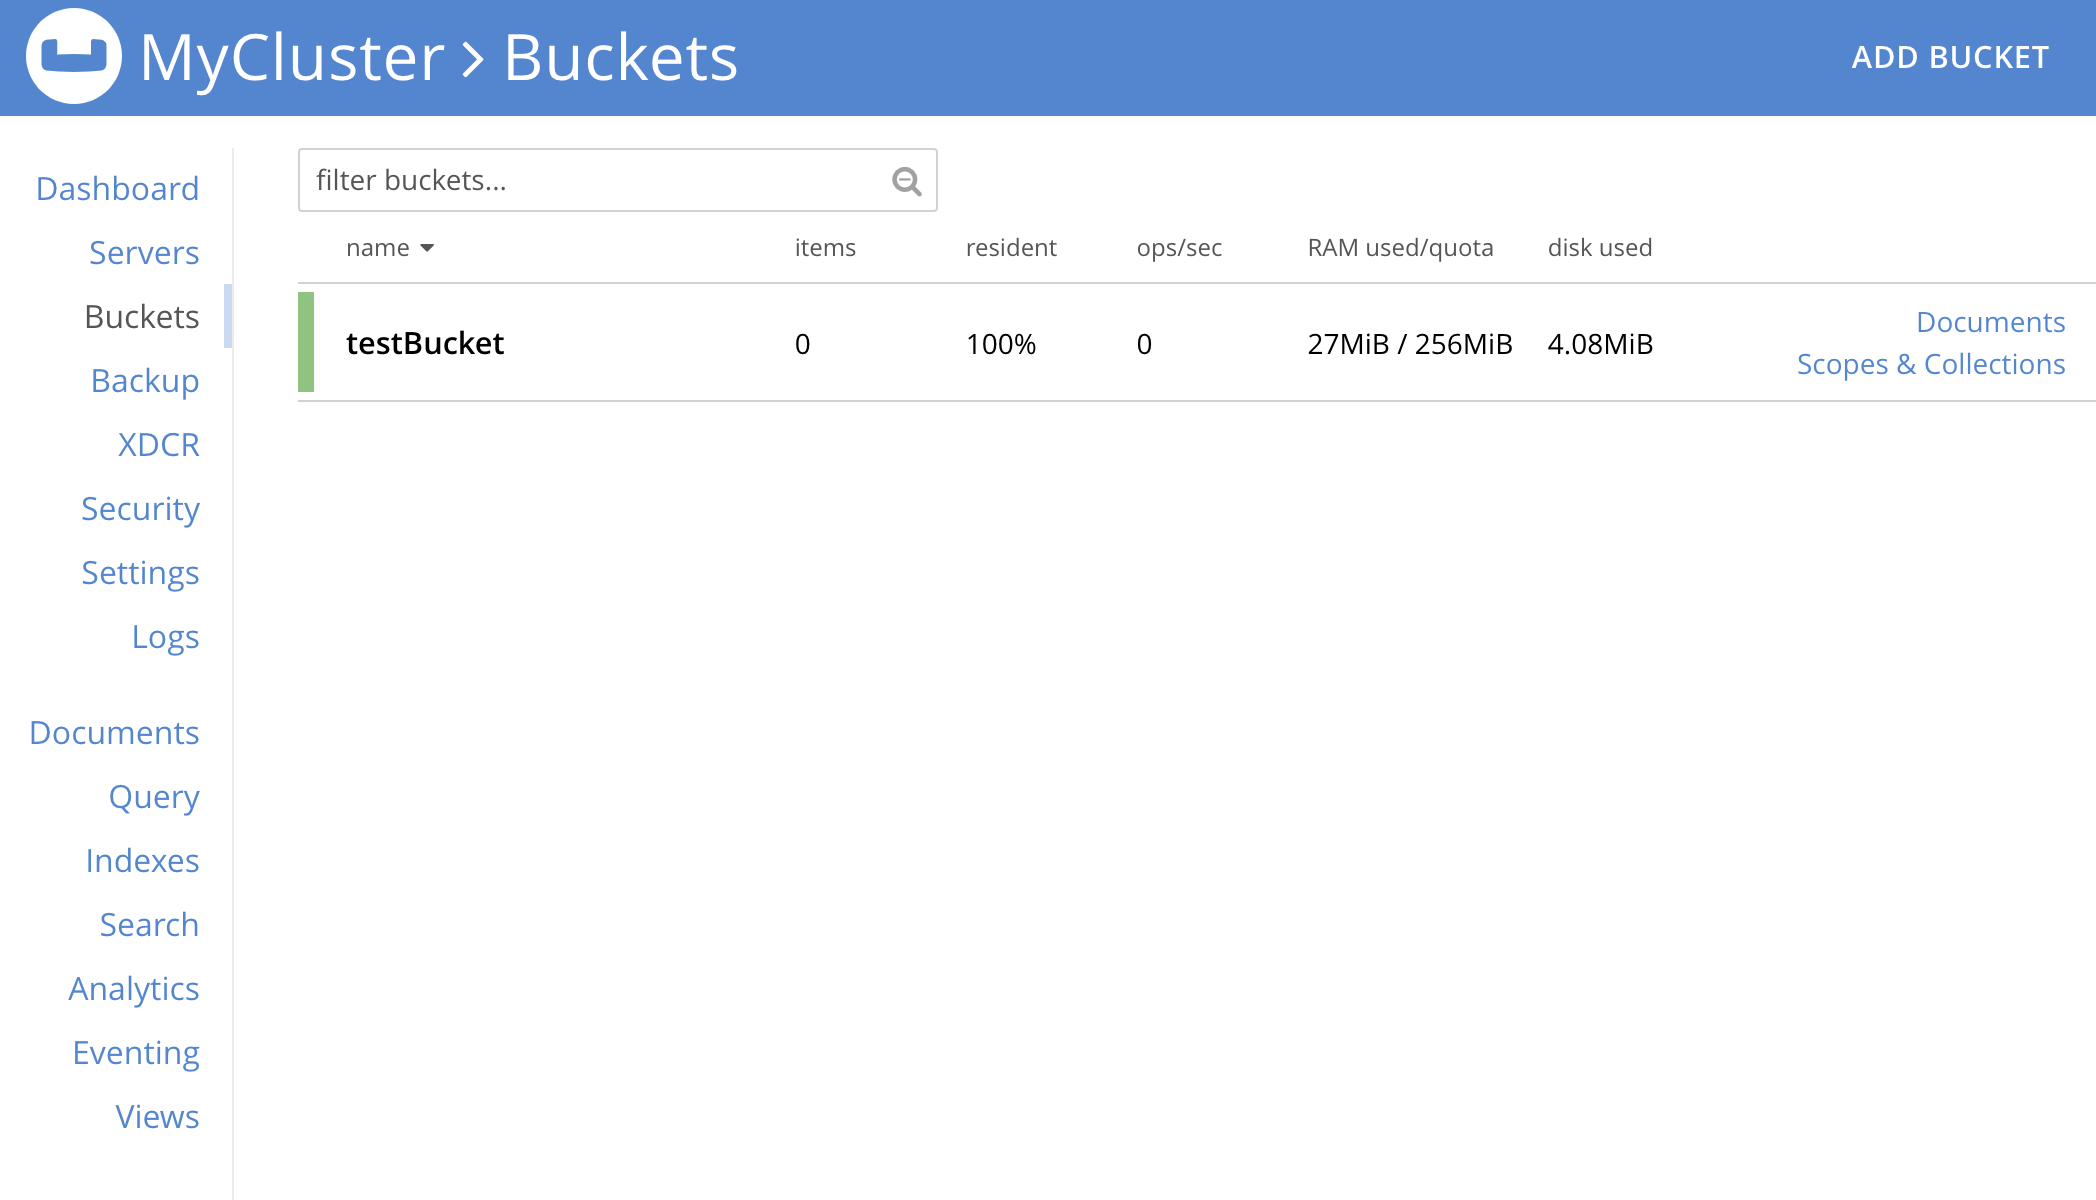 MyCluster > Buckets
ADD BUCKET
Dashboard
Servers
Buckets
Backup
XDCR
Security
Settings
Logs
Documents
Query
Indexes
Search
Analytics
Eventing
Views
filter buckets...
name items resident ops/sec RAM used/quota disk used
testBucket 0 100% 0 27MiB / 256MiB 4.08MiB
Documents
Scopes & Collections